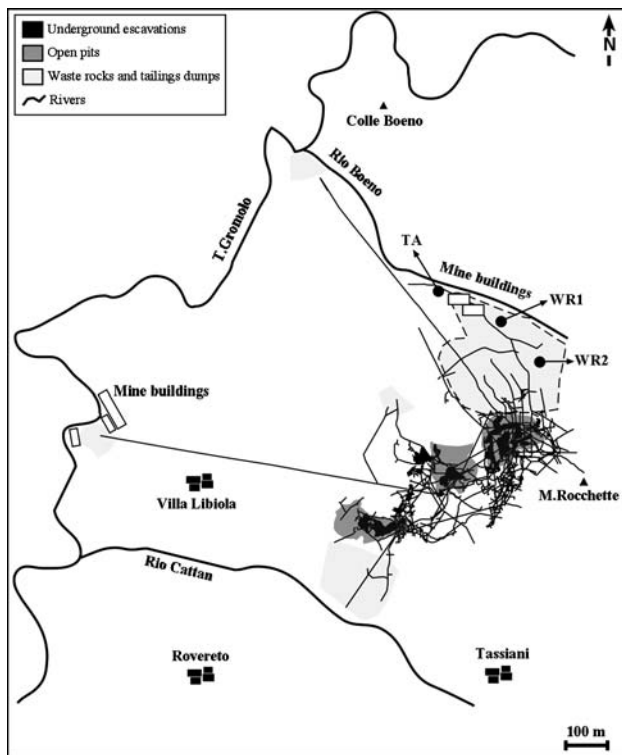 Underground escavations
Open pits
Waste rocks and tailings dumps
Rivers
N
Colle Boeno
Rio Boeno
T.Gromolo
TA
Mine buildings
WR1
WR2
Mine buildings
Villa Libiola
M.Rocchette
Rio Cattan
Rovereto
Tassiani
100 m